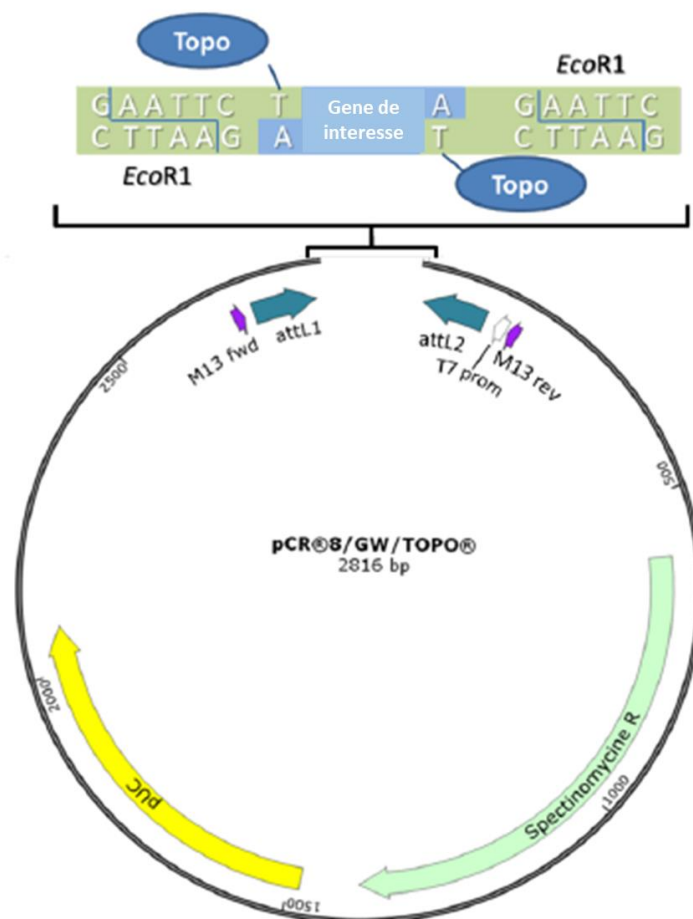 Topo
EcoR1
GAATTC T
Gene de
interesse
A GAATTC
CTTAAG A
T CTTAAG
EcoR1
Topo
attL1
attL2
M13 fwd
T7 prom
M13 rev
2500
500
pCR®8/GW/TOPO®
2816 bp
Spectinomycine R
1000
2000
pUC
1500